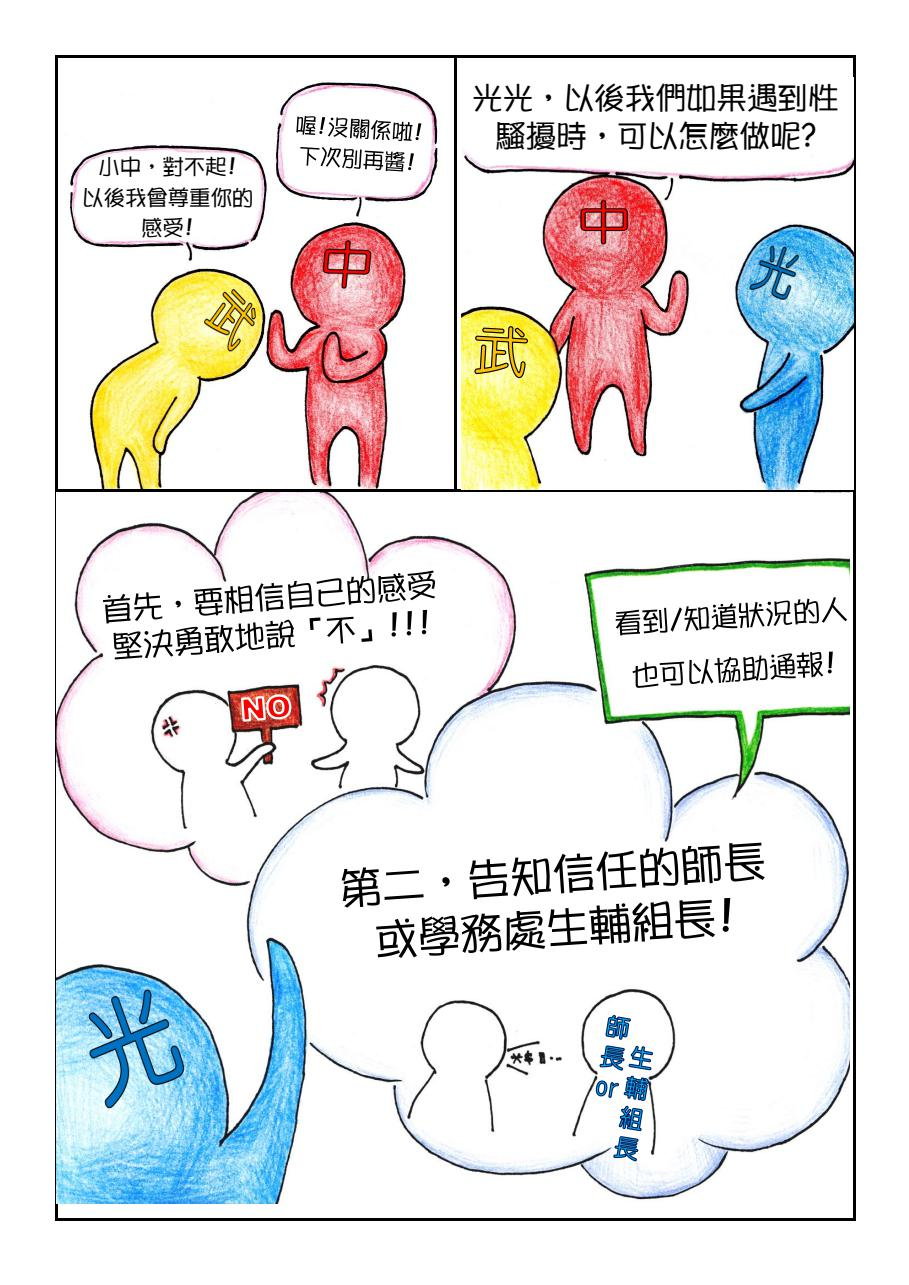 小中，對不起！
以後我會尊重你的
感受！
喔！沒關係啦！
下次別再醬！
武
中
光光，以後我們如果遇到性
騷擾時，可以怎麼做呢？
中
武
光
首先，要相信自己的感受
堅決勇敢地說「不」！！！
NO
看到/知道狀況的人
也可以協助通報！
第二，告知信任的師長
或學務處生輔組長！
光
師長
or
生輔組長